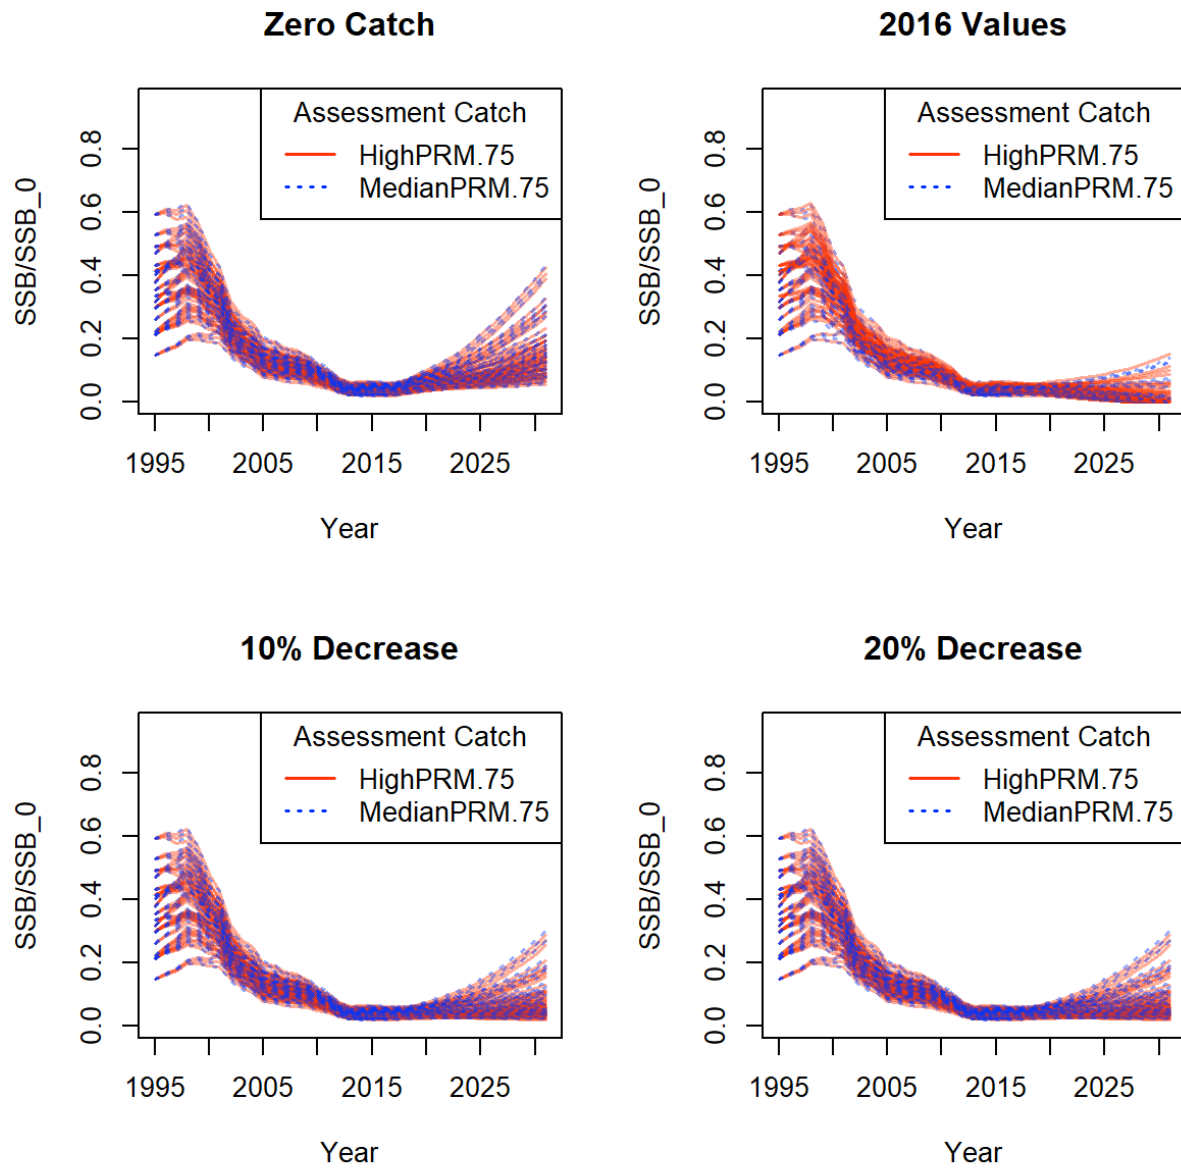 Zero Catch
SSB/SSB_0
0.0 0.2 0.4 0.6 0.8
Assessment Catch
HighPRM.75
MedianPRM.75
1995 2005 2015 2025
Year
2016 Values
SSB/SSB_0
0.0 0.2 0.4 0.6 0.8
Assessment Catch
HighPRM.75
MedianPRM.75
1995 2005 2015 2025
Year
10% Decrease
SSB/SSB_0
0.0 0.2 0.4 0.6 0.8
Assessment Catch
HighPRM.75
MedianPRM.75
1995 2005 2015 2025
Year
20% Decrease
SSB/SSB_0
0.0 0.2 0.4 0.6 0.8
Assessment Catch
HighPRM.75
MedianPRM.75
1995 2005 2015 2025
Year